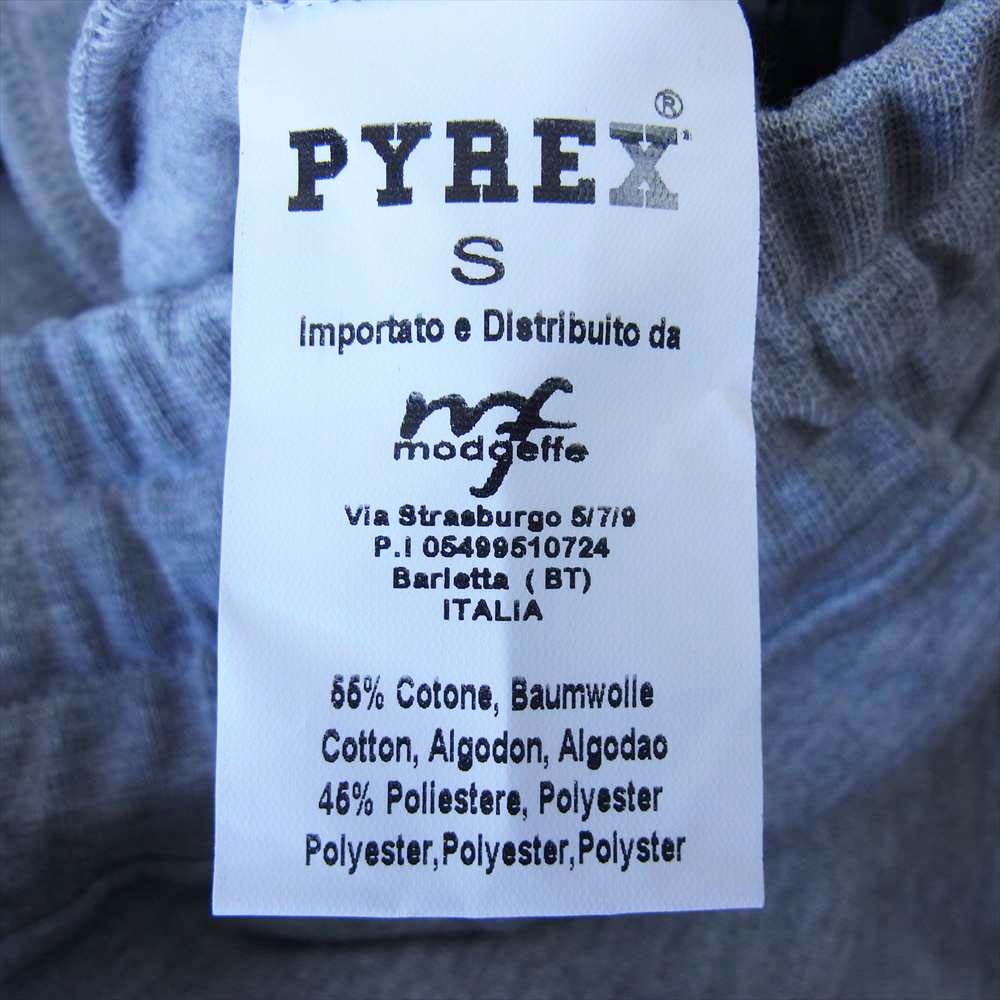 PYREX®
S
Importato e Distribuito da
mf
modaeffe
Via Strasburgo 5/7/9
P.I 05499510724
Barletta ( BT)
ITALIA
55% Cotone, Baumwolle
Cotton, Algodon, Algodao
45% Poliestere, Polyester
Polyester,Polyester,Polyster